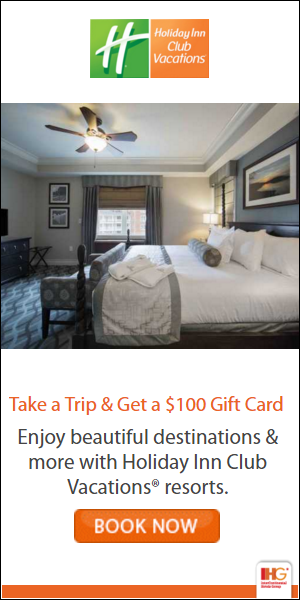 H
Holiday Inn
Club
Vacations
Take a Trip & Get a $100 Gift Card
Enjoy beautiful destinations &
more with Holiday Inn Club
Vacations® resorts.
BOOK NOW
IHG